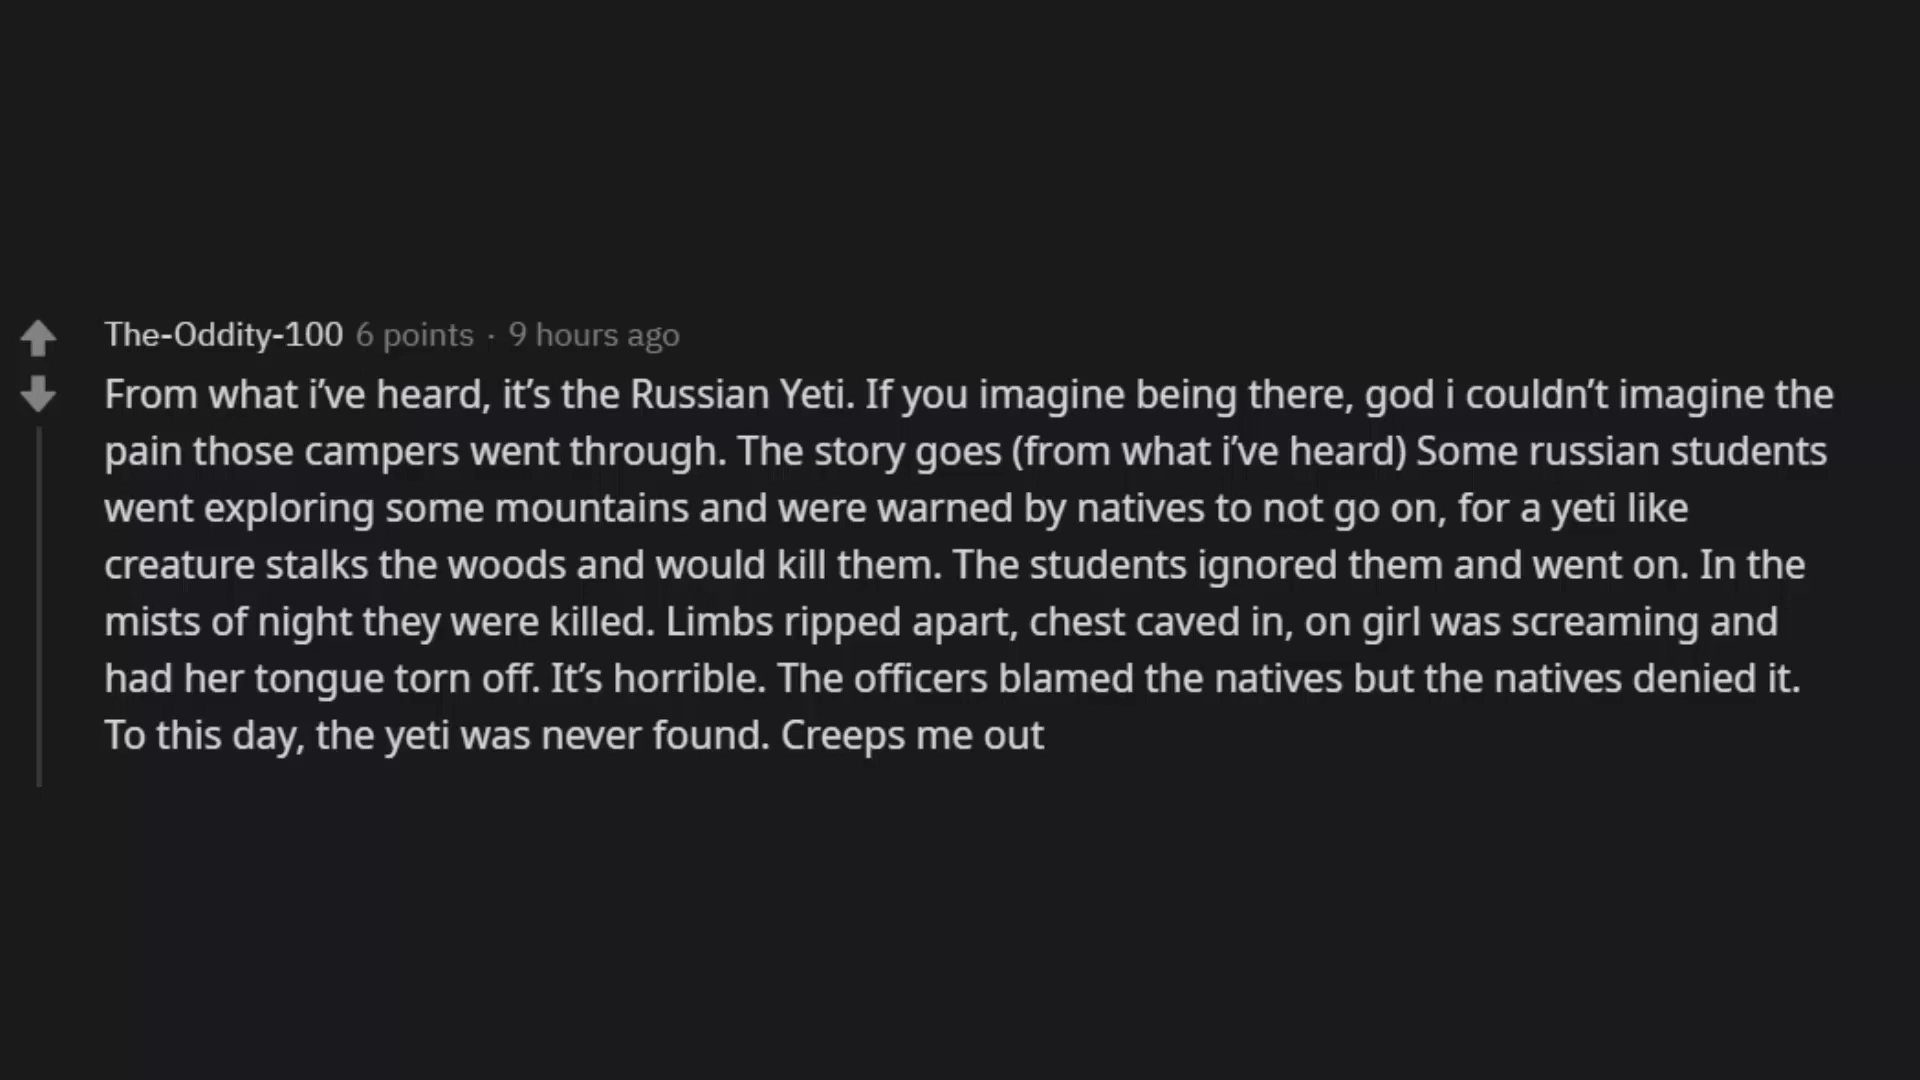 The-Oddity-100 6 points · 9 hours ago
From what i’ve heard, it’s the Russian Yeti. If you imagine being there, god i couldn’t imagine the
pain those campers went through. The story goes (from what i’ve heard) Some russian students
went exploring some mountains and were warned by natives to not go on, for a yeti like
creature stalks the woods and would kill them. The students ignored them and went on. In the
mists of night they were killed. Limbs ripped apart, chest caved in, on girl was screaming and
had her tongue torn off. It’s horrible. The officers blamed the natives but the natives denied it.
To this day, the yeti was never found. Creeps me out